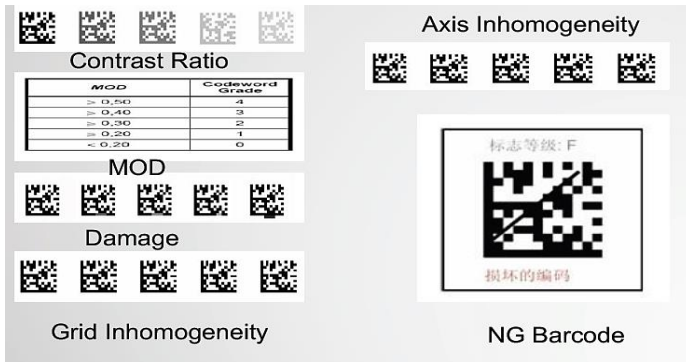 Contrast Ratio
MOD Codeword Grade
≥ 0,50 4
≥ 0,40 3
≥ 0,30 2
≥ 0,20 1
< 0,20 0
MOD
Damage
Grid Inhomogeneity
Axis Inhomogeneity
标志等级: F
损坏的编码
NG Barcode